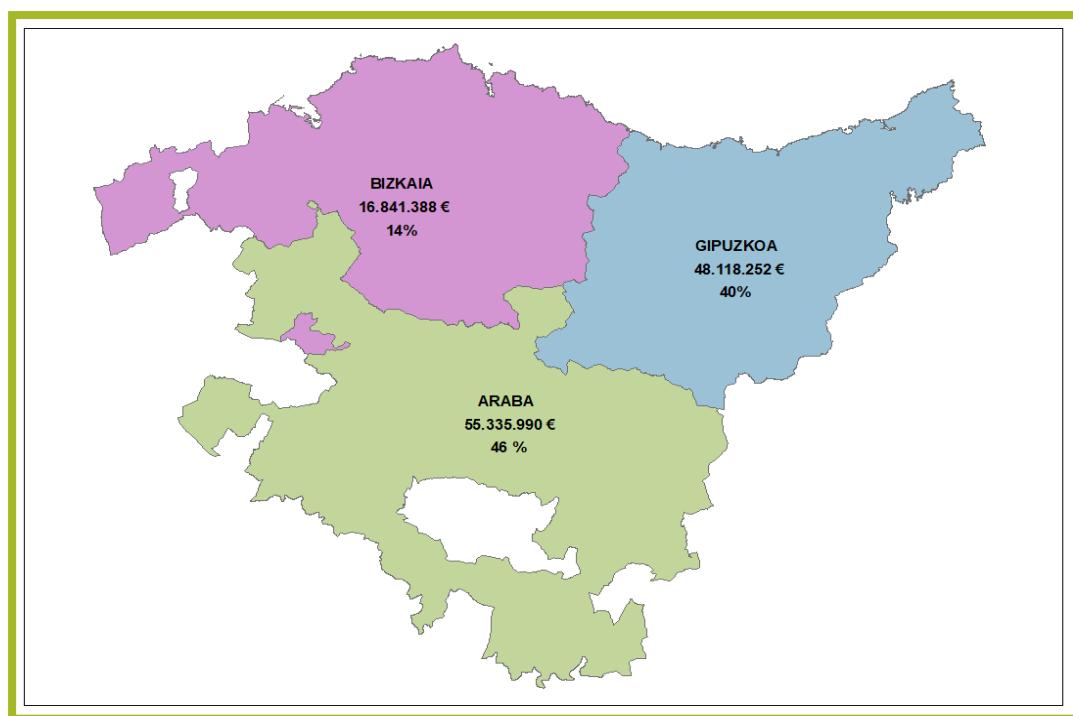 BIZKAIA
16.841.388 €
14%
GIPUZKOA
48.118.252 €
40%
ARABA
55.335.990 €
46 %